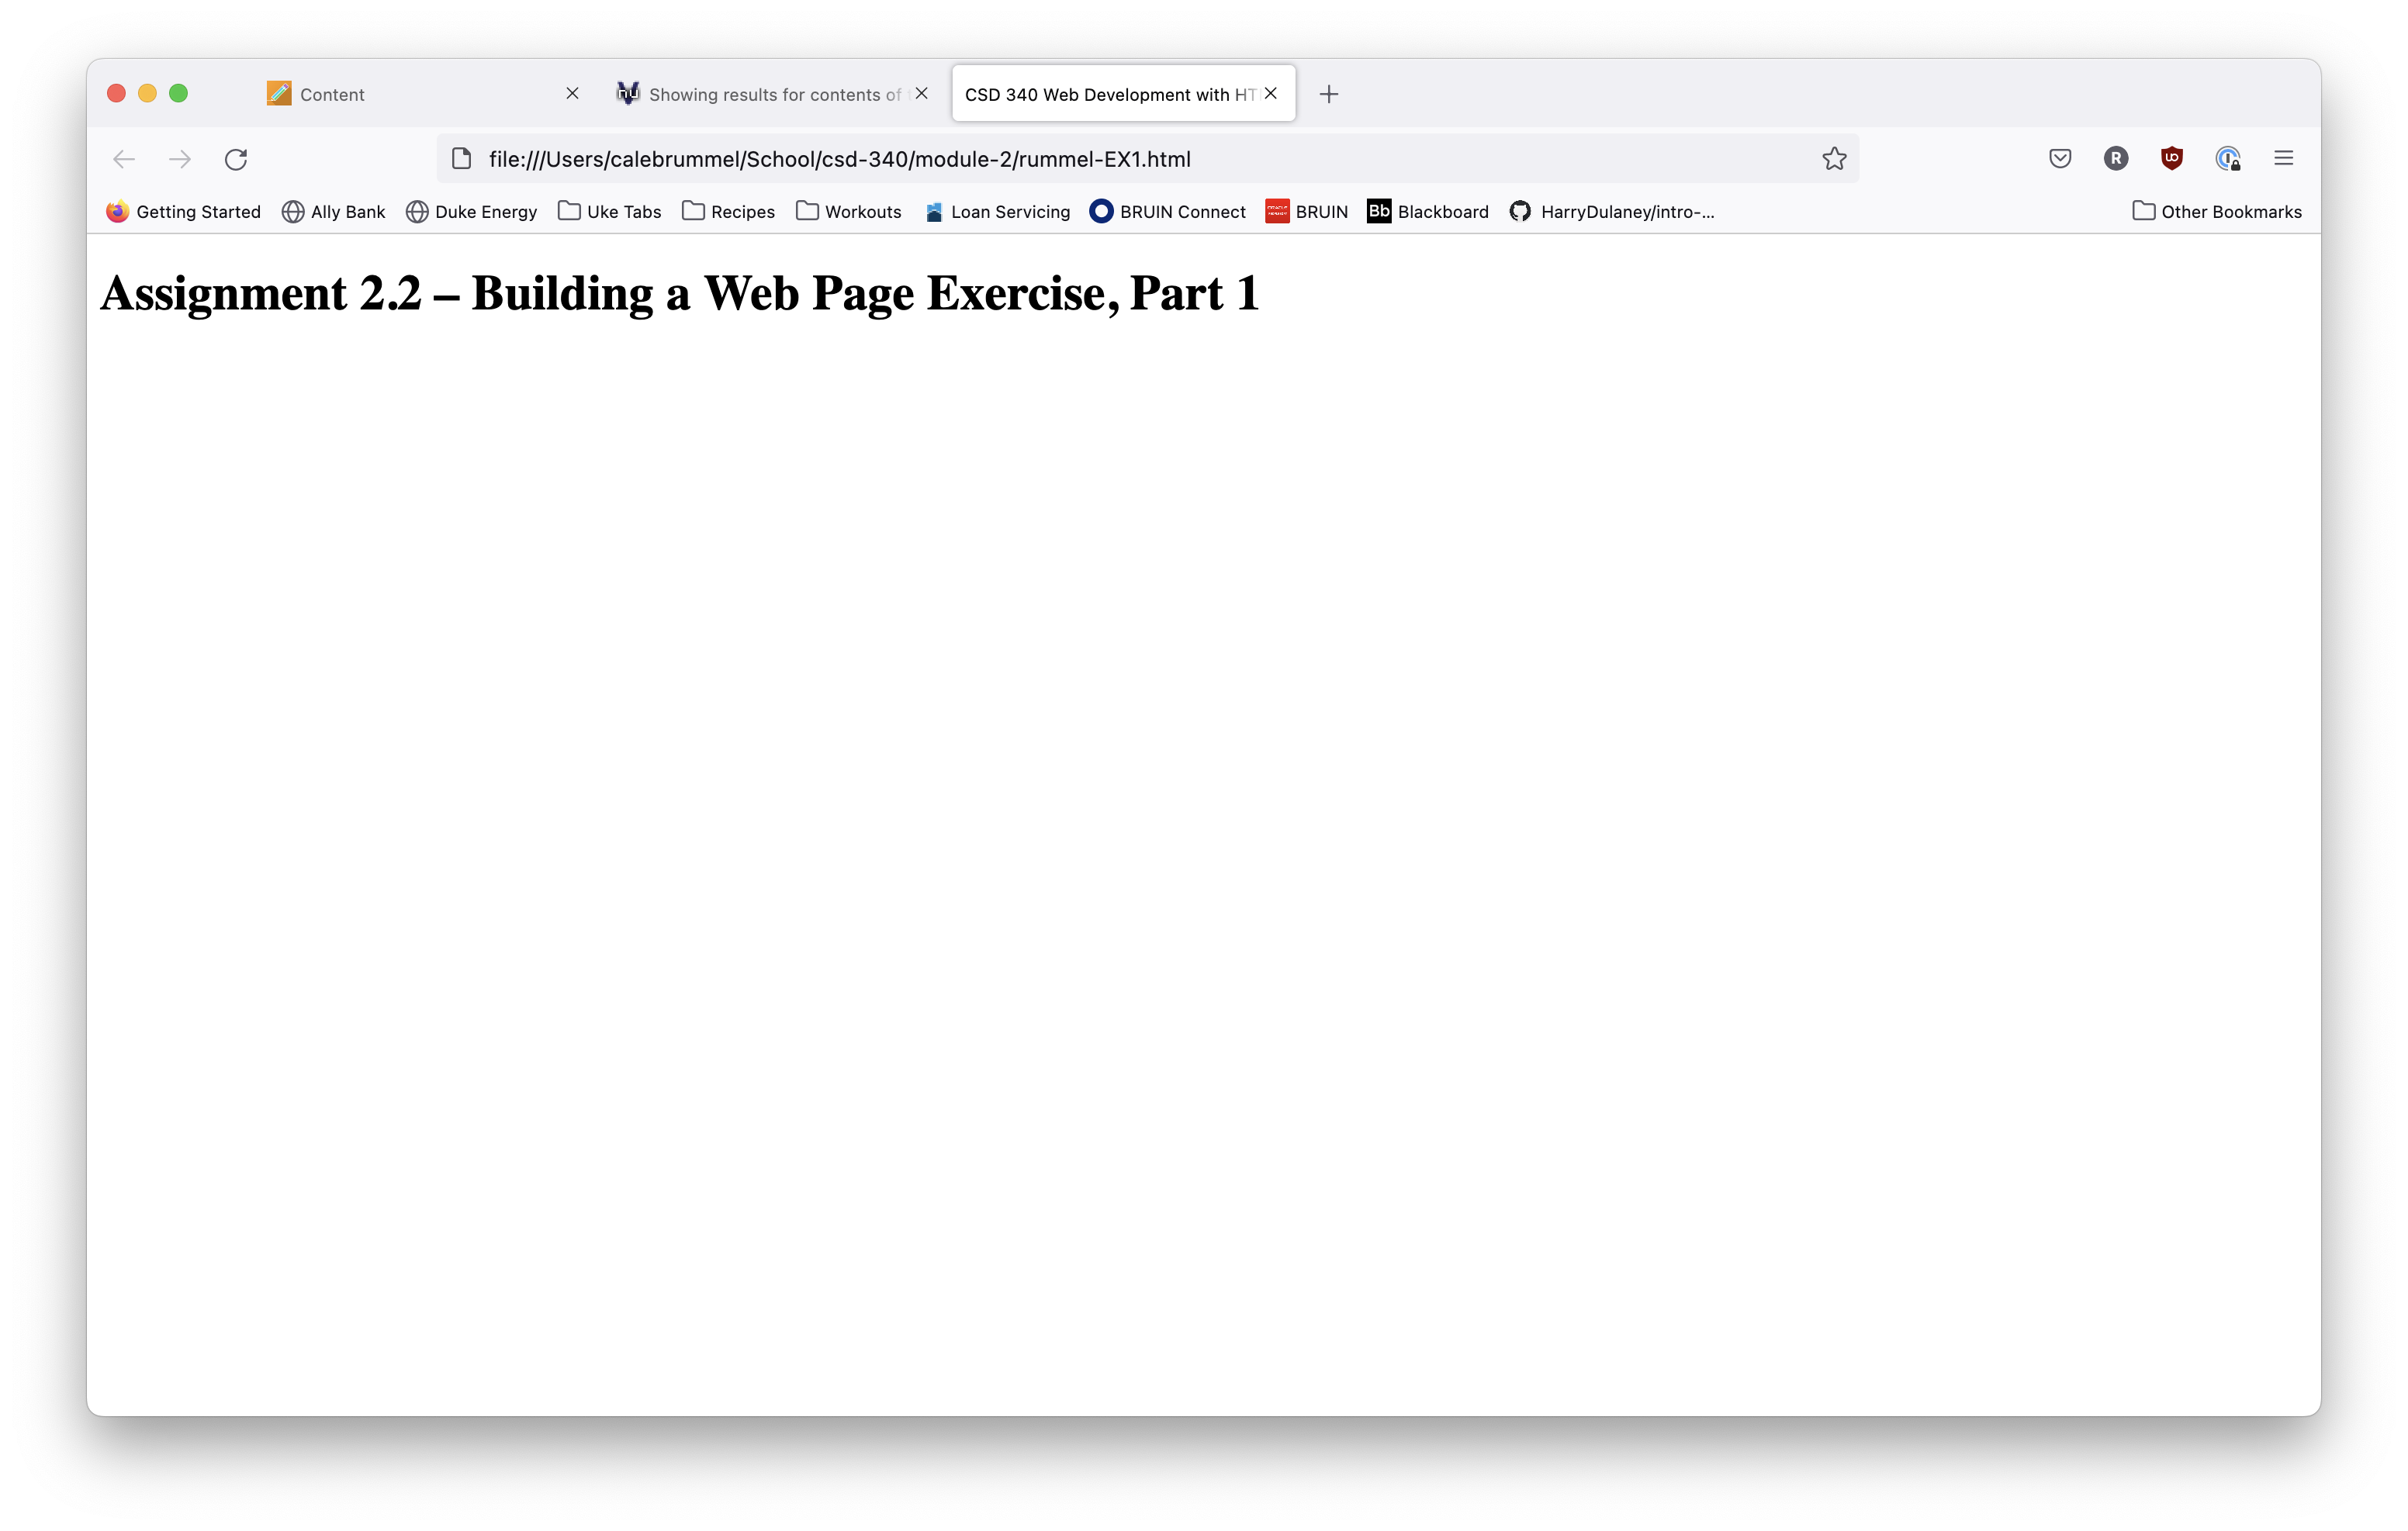 Content
Showing results for contents of
CSD 340 Web Development with HT
file:///Users/calebrummel/School/csd-340/module-2/rummel-EX1.html
R
Getting Started Ally Bank Duke Energy Uke Tabs Recipes Workouts Loan Servicing BRUIN Connect BRUIN Bb Blackboard HarryDulaney/intro-... Other Bookmarks
Assignment 2.2 – Building a Web Page Exercise, Part 1